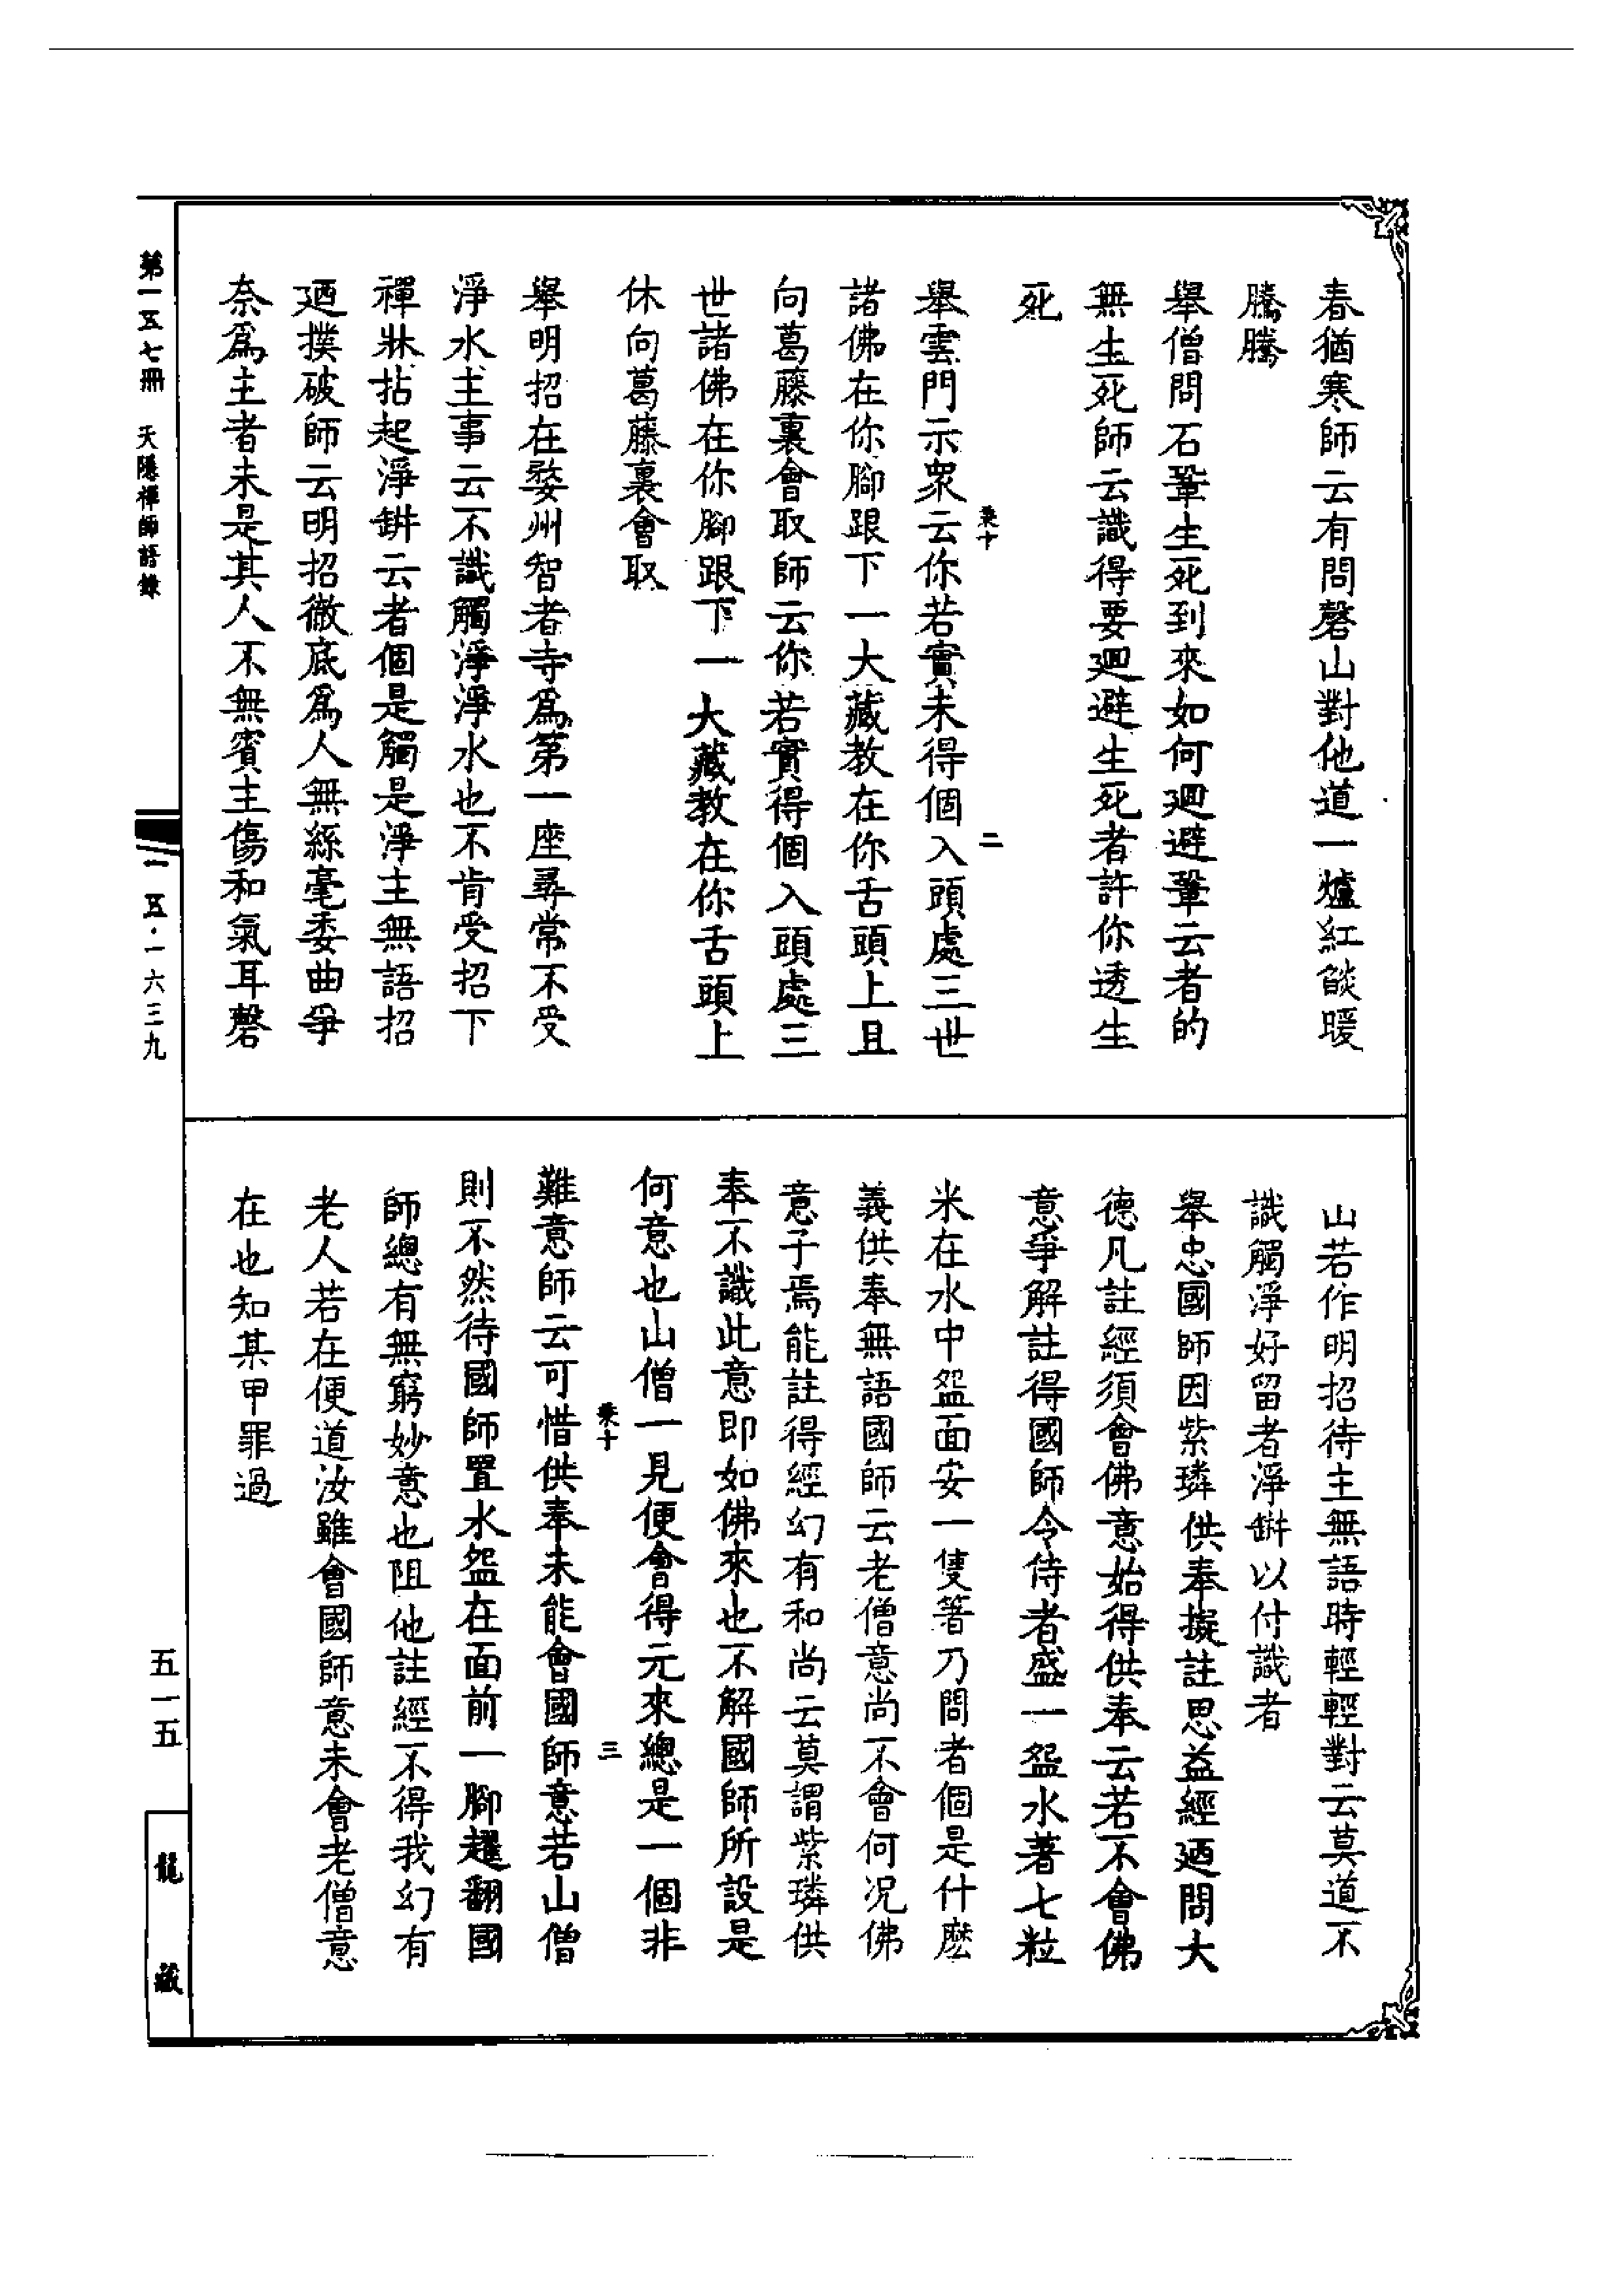 春猶寒師云有問磬山對他道一爐紅燄暖
騰騰
舉僧問石鞏生死到來如何迴避鞏云者的
無生死師云識得要迴避生死者許你透生
死
舉雲門示衆云你若實未得個入頭處三世
諸佛在你腳跟下一大藏教在你舌頭上且
向葛藤裏會取師云你若實得個入頭處三
世諸佛在你腳跟下一大藏教在你舌頭上
休向葛藤裏會取
舉明招在婺州智者寺爲第一座尋常不受
淨水主事云不識觸淨淨水也不肯受招下
禪牀拈起淨缾云者個是觸是淨主無語招
廼撲破師云明招徹底爲人無絲毫委曲爭
奈爲主者未是其人不無賓主傷和氣耳磬
山若作明招待主無語時輕輕對云莫道不
識觸淨好留者淨缾以付識者
舉忠國師因紫璘供奉擬註思益經廼問大
德凡註經須會佛意始得供奉云若不會佛
意爭解註得國師令侍者盛一盌水著七粒
米在水中盌面安一隻箸乃問者個是什麽
義供奉無語國師云老僧意尚不會何况佛
意子焉能註得經幻有和尚云莫謂紫璘供
奉不識此意即如佛來也不解國師所設是
何意也山僧一見便會得元來總是一個非
難意師云可惜供奉未能會國師意若山僧
則不然待國師置水盌在面前一腳趯翻國
師總有無窮妙意也阻他註經不得我幻有
老人若在便道汝雖會國師意未會老僧意
在也知某甲罪過
葉十 二
葉十 三
第一五七冊 天隱禪師語錄
一五·一六三九
五一五
龍藏